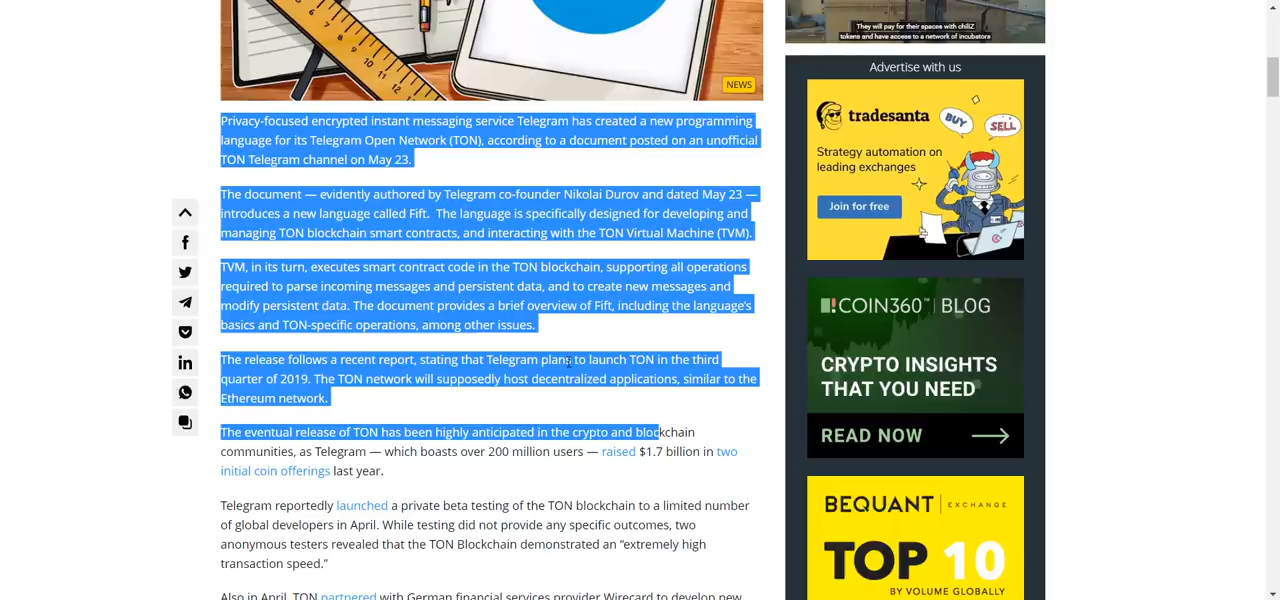 They will pay for their spaces with chiliZ
tokens and have access to a network of incubators
10
11
12
NEWS
Privacy-focused encrypted instant messaging service Telegram has created a new programming
language for its Telegram Open Network (TON), according to a document posted on an unofficial
TON Telegram channel on May 23.
The document — evidently authored by Telegram co-founder Nikolai Durov and dated May 23 —
introduces a new language called Fift.  The language is specifically designed for developing and
managing TON blockchain smart contracts, and interacting with the TON Virtual Machine (TVM).
TVM, in its turn, executes smart contract code in the TON blockchain, supporting all operations
required to parse incoming messages and persistent data, and to create new messages and
modify persistent data. The document provides a brief overview of Fift, including the language's
basics and TON-specific operations, among other issues.
The release follows a recent report, stating that Telegram plans to launch TON in the third
quarter of 2019. The TON network will supposedly host decentralized applications, similar to the
Ethereum network.
The eventual release of TON has been highly anticipated in the crypto and blockchain
communities, as Telegram — which boasts over 200 million users — raised $1.7 billion in two
initial coin offerings last year.
Telegram reportedly launched a private beta testing of the TON blockchain to a limited number
of global developers in April. While testing did not provide any specific outcomes, two
anonymous testers revealed that the TON Blockchain demonstrated an “extremely high
transaction speed.”
Also in April, TON partnered with German financial services provider Wirecard to develop new
Advertise with us
tradesanta
BUY
SELL
Strategy automation on
leading exchanges
Join for free
COIN360™ | BLOG
CRYPTO INSIGHTS
THAT YOU NEED
READ NOW
BEQUANT | EXCHANGE
TOP 10
BY VOLUME GLOBALLY